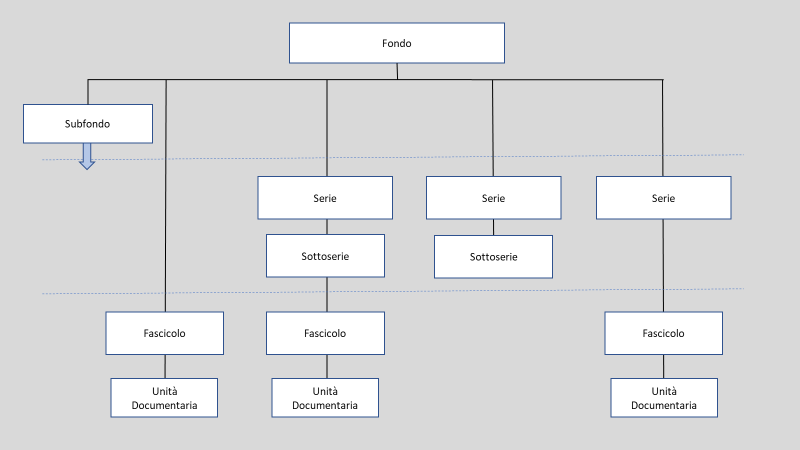 Fondo
Subfondo
Serie
Serie
Serie
Sottoserie
Sottoserie
Fascicolo
Fascicolo
Fascicolo
Unità
Documentaria
Unità
Documentaria
Unità
Documentaria